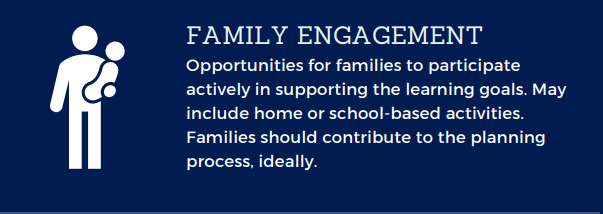 FAMILY ENGAGEMENT
Opportunities for families to participate
actively in supporting the learning goals. May
include home or school-based activities.
Families should contribute to the planning
process, ideally.